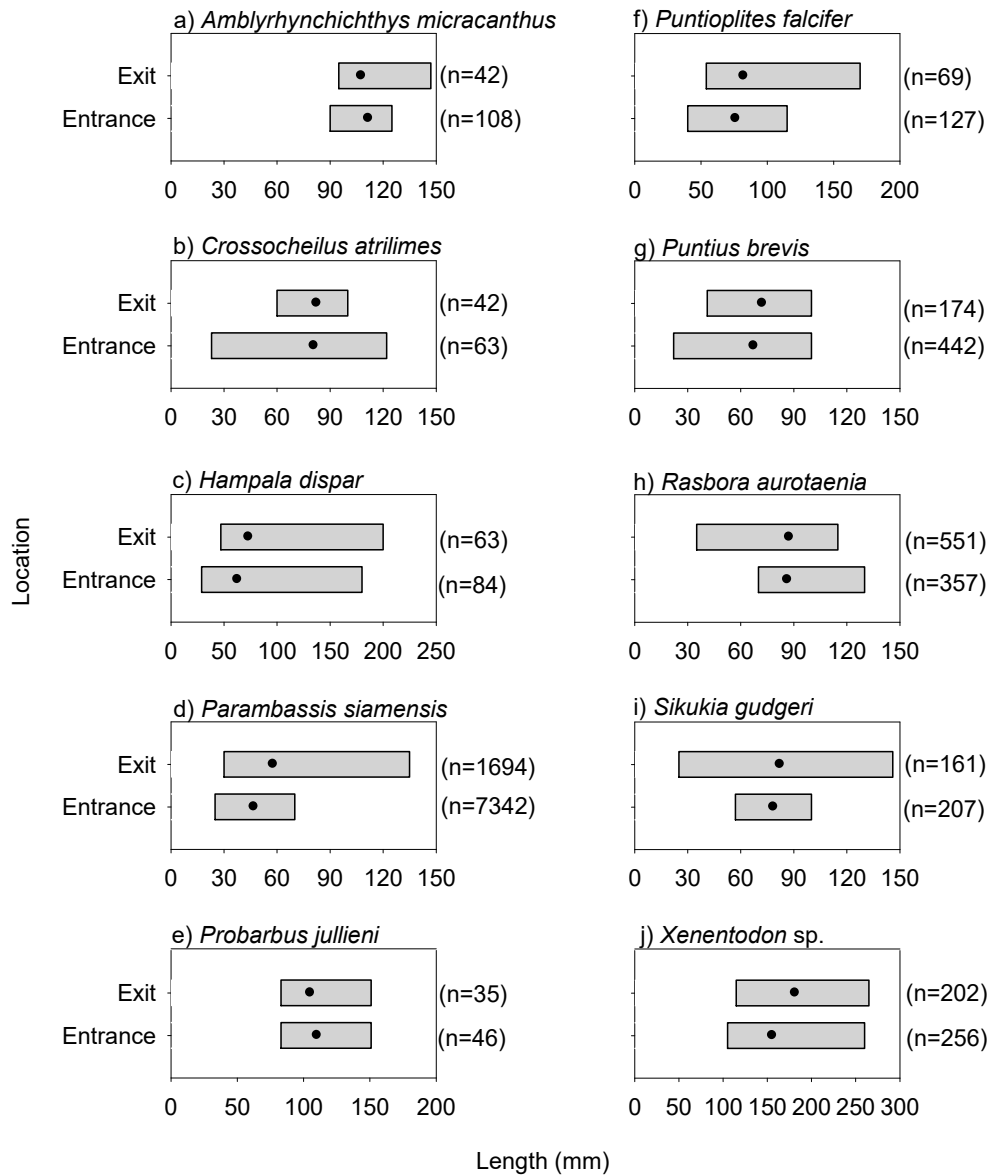 a) Amblyrhynchichthys micracanthus
Exit
(n=42)
Entrance
(n=108)
0 30 60 90 120 150
b) Crossocheilus atrilimes
Exit
(n=42)
Entrance
(n=63)
0 30 60 90 120 150
c) Hampala dispar
Exit
(n=63)
Entrance
(n=84)
0 50 100 150 200 250
d) Parambassis siamensis
Exit
(n=1694)
Entrance
(n=7342)
0 30 60 90 120 150
e) Probarbus jullieni
Exit
(n=35)
Entrance
(n=46)
0 50 100 150 200
f) Puntioplites falcifer
(n=69)
(n=127)
0 50 100 150 200
g) Puntius brevis
(n=174)
(n=442)
0 30 60 90 120 150
h) Rasbora aurotaenia
(n=551)
(n=357)
0 30 60 90 120 150
i) Sikukia gudgeri
(n=161)
(n=207)
0 30 60 90 120 150
j) Xenentodon sp.
(n=202)
(n=256)
0 50 100 150 200 250 300
Location
Length (mm)